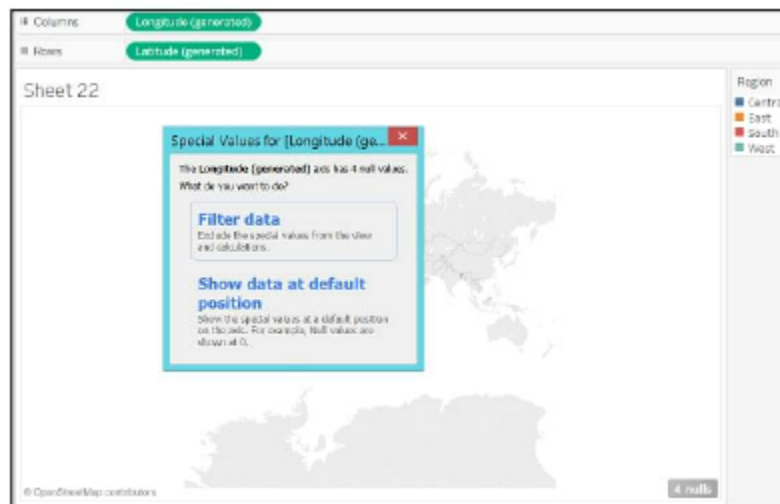 Columns
Longitude (generated)
Rows
Latitude (generated)
Sheet 22
Region
Centra
East
South
West
Special Values for [Longitude (ge...
The Longitude (generated) axis has 4 null values.
What do you want to do?
Filter data
Exclude the special values from the view
and calculations.
Show data at default
position
Show the special values at a default position
on the axis. For example, Null values are
shown at 0.
© OpenStreetMap contributors
4 nulls